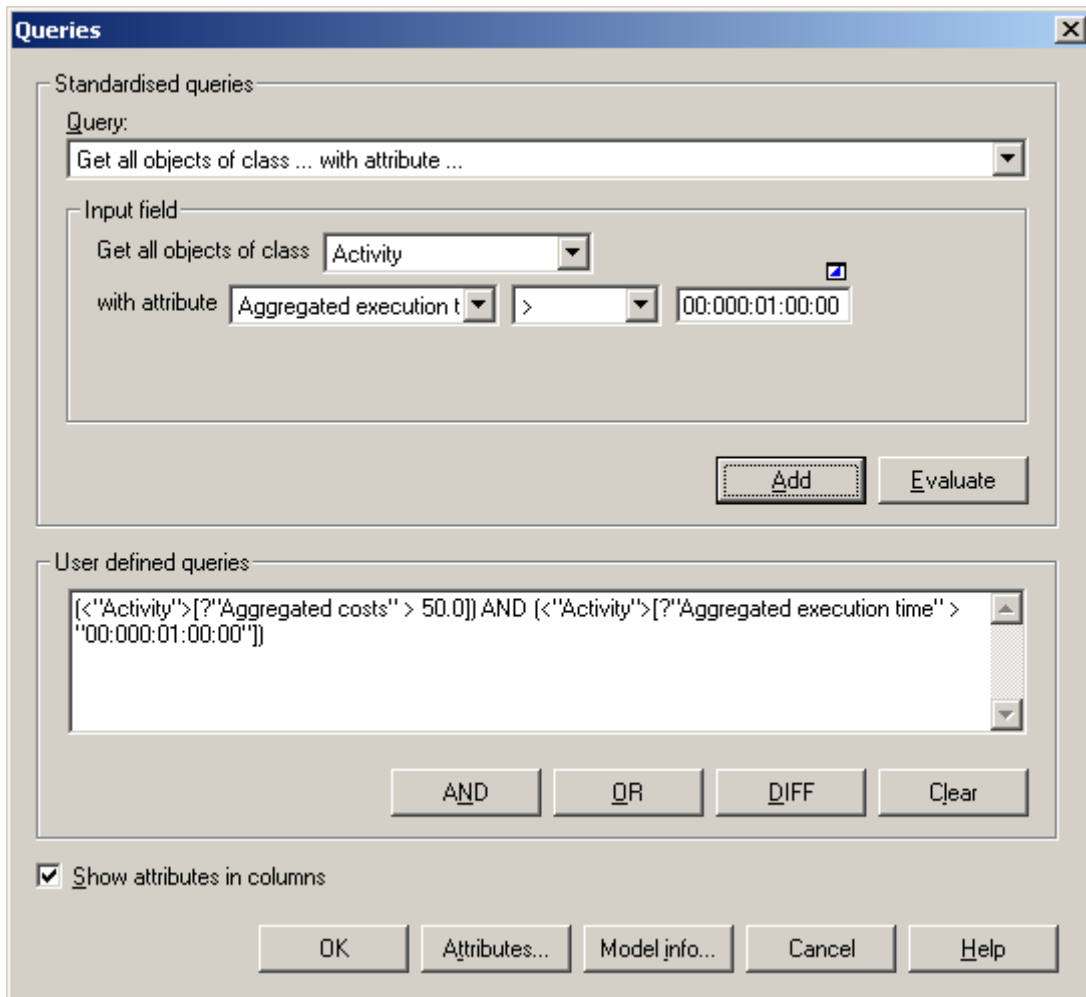 Queries
Standardised queries
Query:
Get all objects of class ... with attribute ...
Input field
Get all objects of class Activity
with attribute Aggregated execution t > 00:000:01:00:00
Add Evaluate
User defined queries
(<"Activity">[?"Aggregated costs" > 50.0]) AND (<"Activity">[?"Aggregated execution time" >
"00:000:01:00:00"])
AND OR DIFF Clear
Show attributes in columns
OK Attributes... Model info... Cancel Help